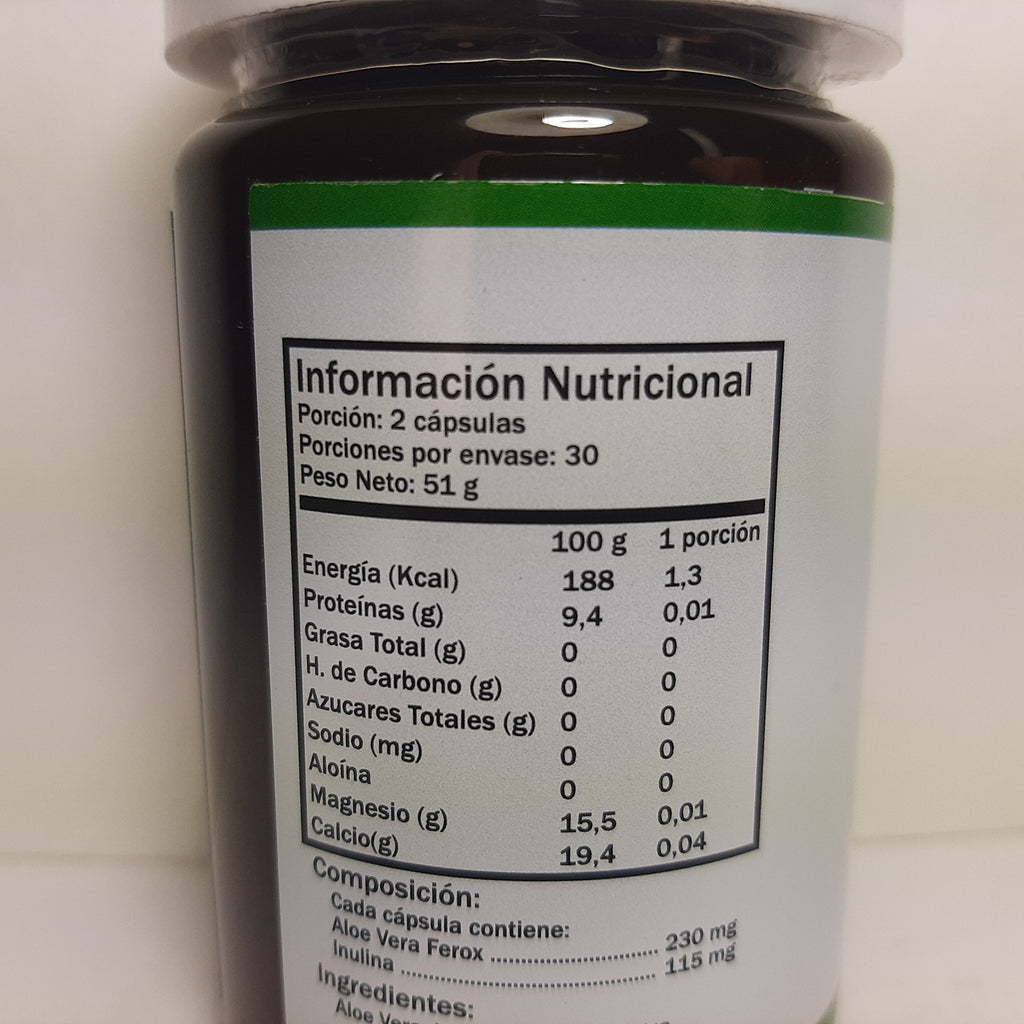 Información Nutricional
Porción: 2 cápsulas
Porciones por envase: 30
Peso Neto: 51 g
100 g 1 porción
Energía (Kcal) 188 1,3
Proteínas (g) 9,4 0,01
Grasa Total (g) 0 0
H. de Carbono (g) 0 0
Azucares Totales (g) 0 0
Sodio (mg) 0 0
Aloína 0 0
Magnesio (g) 15,5 0,01
Calcio(g) 19,4 0,04
Composición:
Cada cápsula contiene:
Aloe Vera Ferox ........................... 230 mg
Inulina .......................................... 115 mg
Ingredientes:
Aloe